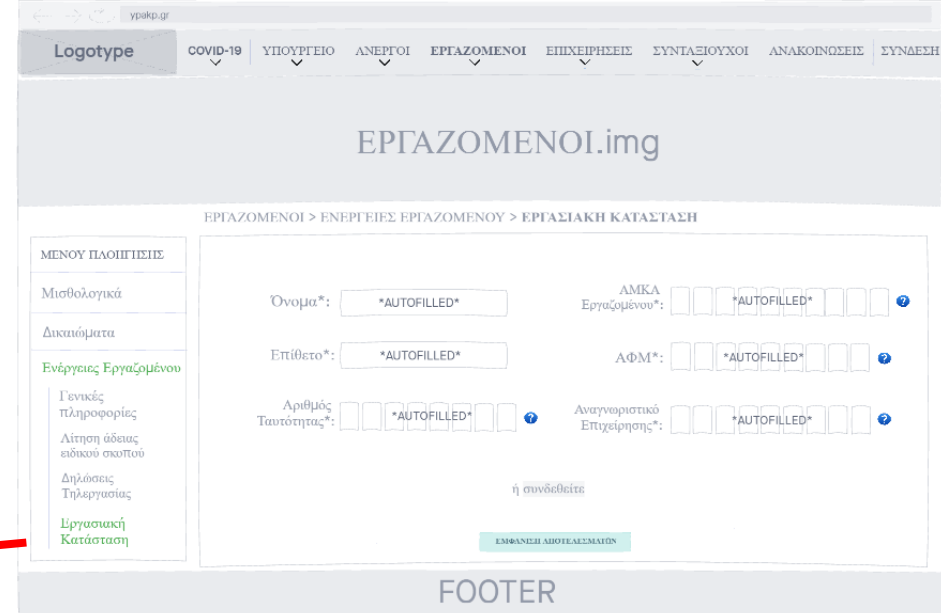 ypakp.gr
Logotype
COVID-19 ΥΠΟΥΡΓΕΙΟ ΑΝΕΡΓΟΙ ΕΡΓΑΖΟΜΕΝΟΙ ΕΠΙΧΕΙΡΗΣΕΙΣ ΣΥΝΤΑΞΙΟΥΧΟΙ ΑΝΑΚΟΙΝΩΣΕΙΣ ΣΥΝΔΕΣΗ
ΕΡΓΑΖΟΜΕΝΟΙ.img
ΕΡΓΑΖΟΜΕΝΟΙ > ΕΝΕΡΓΕΙΕΣ ΕΡΓΑΖΟΜΕΝΟΥ > ΕΡΓΑΣΙΑΚΗ ΚΑΤΑΣΤΑΣΗ
ΜΕΝΟΥ ΠΛΟΗΓΗΣΗΣ
Μισθολογικά
Δικαιώματα
Ενέργειες Εργαζομένου
Γενικές
πληροφορίες
Λίτηση άδειας
ειδικού σκοπού
Δηλώσεις
Τηλεργασίας
Εργασιακή
Κατάσταση
Όνομα*: *AUTOFILLED*
Επίθετο*: *AUTOFILLED*
Αριθμός
Ταυτότητας*: *AUTOFILLED* ?
ΑΜΚΑ
Εργαζομένου*: *AUTOFILLED* ?
ΑΦΜ*: *AUTOFILLED* ?
Αναγνωριστικό
Επιχείρησης*: *AUTOFILLED* ?
ή συνδεθείτε
ΕΜΦΑΝΙΣΗ ΑΠΟΤΕΛΕΣΜΑΤΩΝ
FOOTER